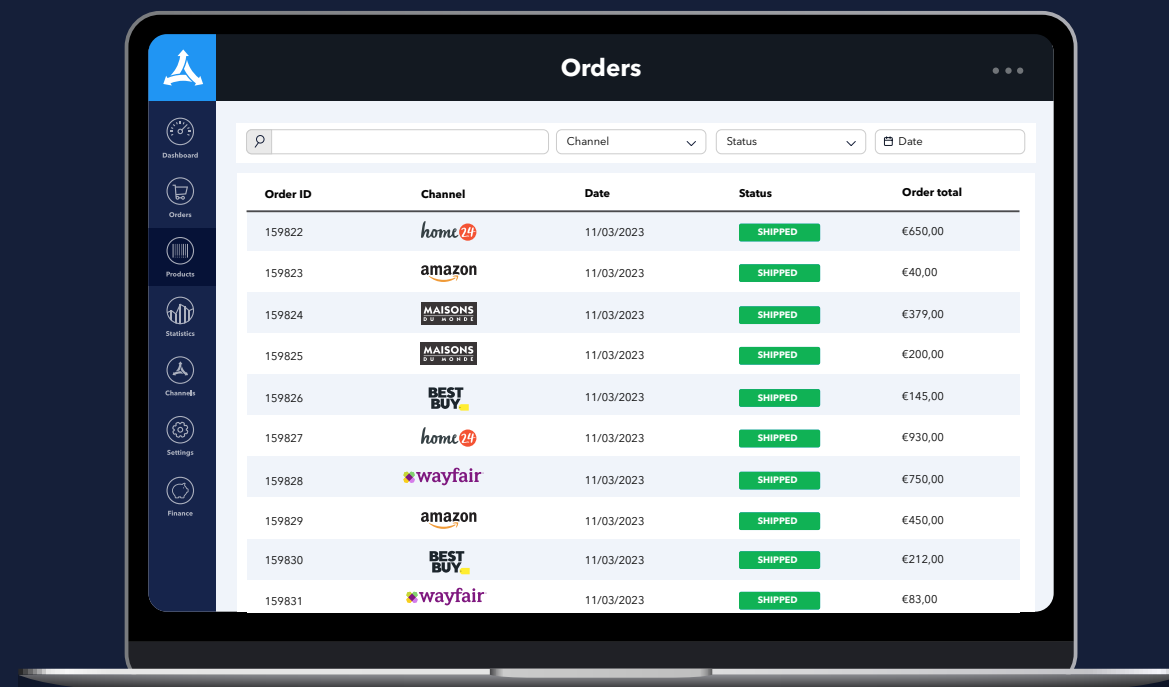 Orders
Dashboard
Orders
Products
Statistics
Channels
Settings
Finance
Channel Status Date
Order ID Channel Date Status Order total
159822 home24 11/03/2023 SHIPPED €650,00
159823 amazon 11/03/2023 SHIPPED €40,00
159824 MAISONS DU MONDE 11/03/2023 SHIPPED €379,00
159825 MAISONS DU MONDE 11/03/2023 SHIPPED €200,00
159826 BEST BUY 11/03/2023 SHIPPED €145,00
159827 home24 11/03/2023 SHIPPED €930,00
159828 wayfair 11/03/2023 SHIPPED €750,00
159829 amazon 11/03/2023 SHIPPED €450,00
159830 BEST BUY 11/03/2023 SHIPPED €212,00
159831 wayfair 11/03/2023 SHIPPED €83,00